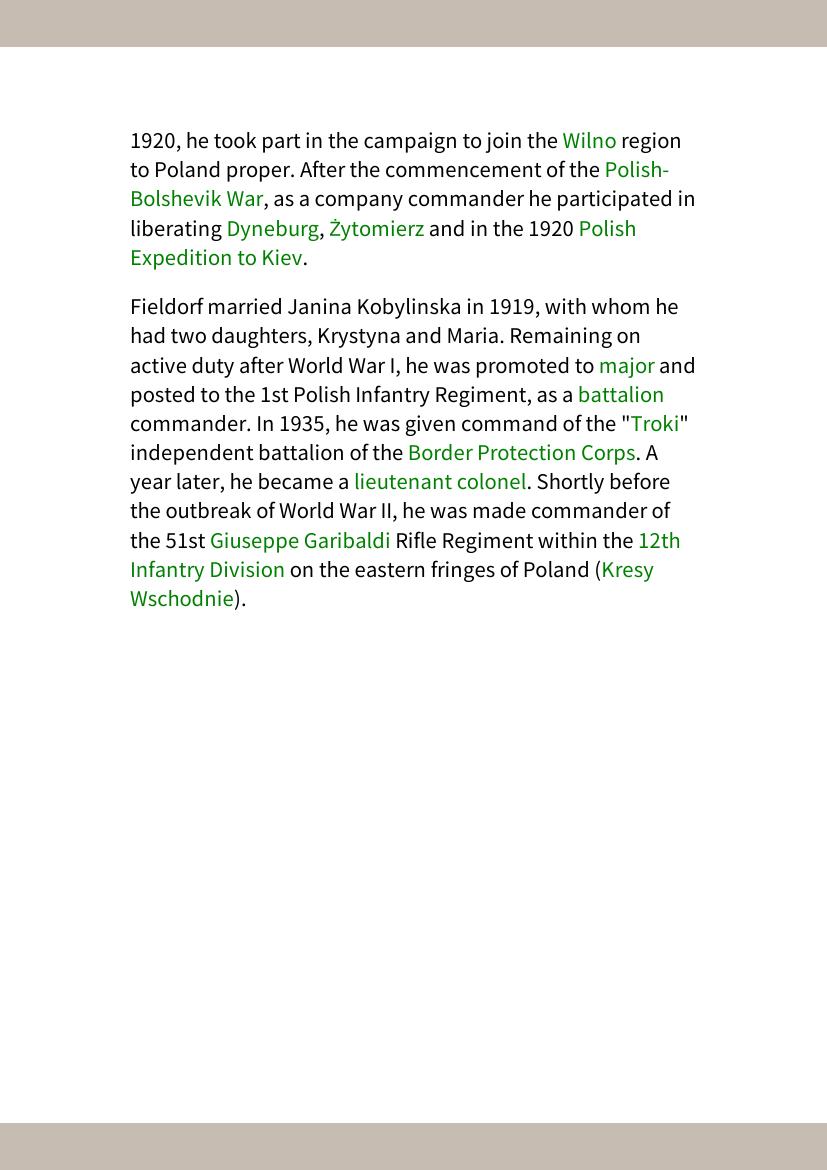 1920, he took part in the campaign to join the Wilno region
to Poland proper. After the commencement of the Polish-
Bolshevik War, as a company commander he participated in
liberating Dyneburg, Żytomierz and in the 1920 Polish
Expedition to Kiev.
Fieldorf married Janina Kobylinska in 1919, with whom he
had two daughters, Krystyna and Maria. Remaining on
active duty after World War I, he was promoted to major and
posted to the 1st Polish Infantry Regiment, as a battalion
commander. In 1935, he was given command of the "Troki"
independent battalion of the Border Protection Corps. A
year later, he became a lieutenant colonel. Shortly before
the outbreak of World War II, he was made commander of
the 51st Giuseppe Garibaldi Rifle Regiment within the 12th
Infantry Division on the eastern fringes of Poland (Kresy
Wschodnie).